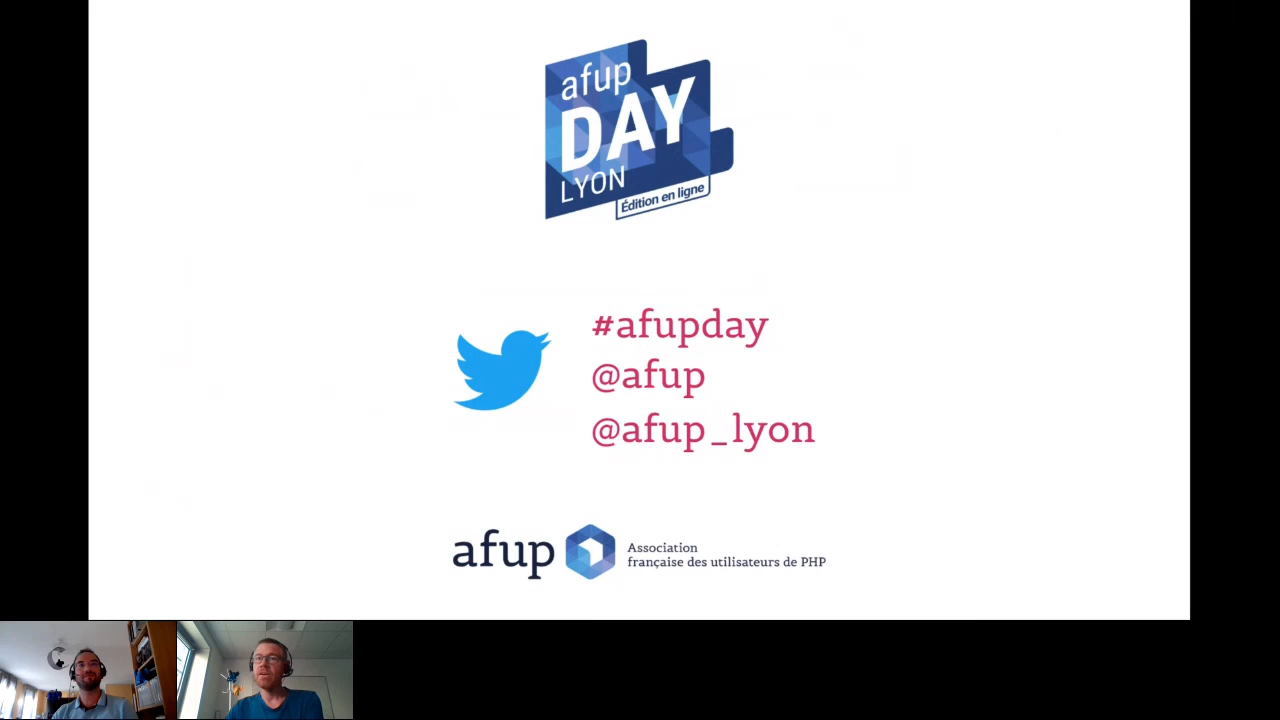 afup
DAY
LYON
Édition en ligne
#afupday
@afup
@afup_lyon
afup
Association
française des utilisateurs de PHP